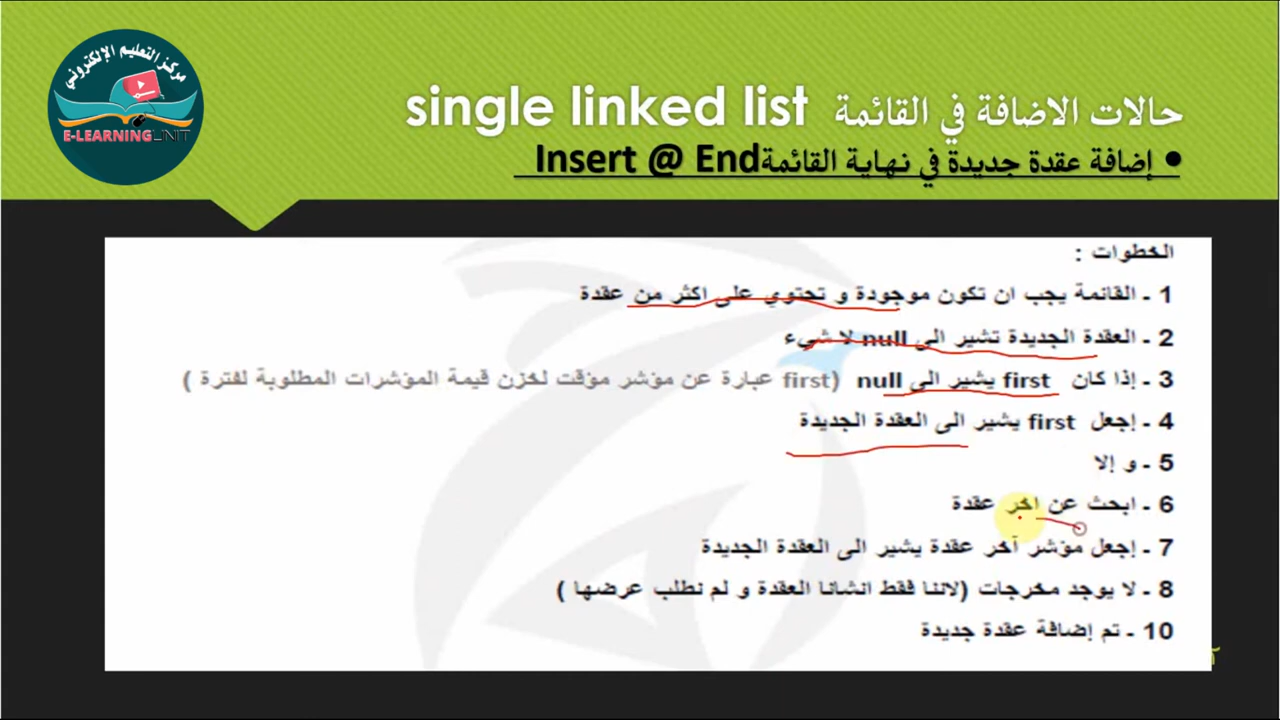 مركز التعليم الإلكتروني
E-LEARNING UNIT
حالات الاضافة في القائمة single linked list
• إضافة عقدة جديدة في نهاية القائمةInsert @ End
الخطوات :
1 - القائمة يجب ان تكون موجودة و تحتوي على اكثر من عقدة
2 - العقدة الجديدة تشير الى null لا شيء
3 - إذا كان first يشير الى null (first عبارة عن مؤشر مؤقت لخزن قيمة المؤشرات المطلوبة لفترة )
4 - إجعل first يشير الى العقدة الجديدة
5 - و إلا
6 - ابحث عن اخر عقدة
7 - إجعل مؤشر آخر عقدة يشير الى العقدة الجديدة
8 - لا يوجد مخرجات (لاننا فقط انشانا العقدة و لم نطلب عرضها )
10 - تم إضافة عقدة جديدة